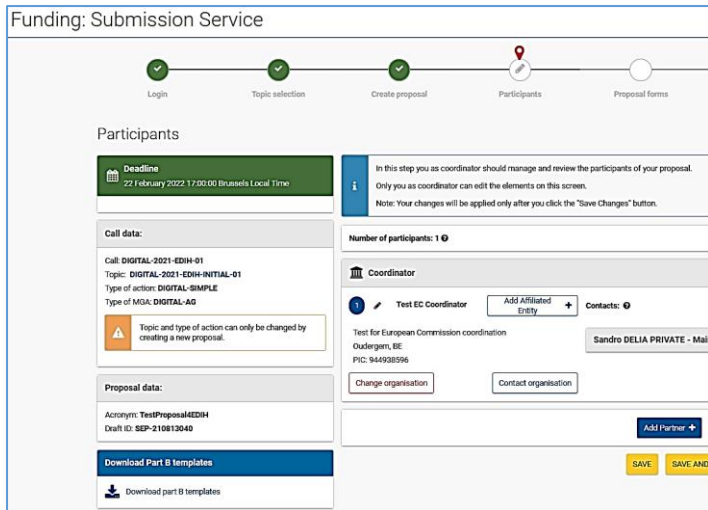 Funding: Submission Service
Login
Topic selection
Create proposal
Participants
Proposal forms
Participants
Deadline
22 February 2022 17:00:00 Brussels Local Time
Call data:
Call: DIGITAL-2021-EDIH-01
Topic: DIGITAL-2021-EDIH-INITIAL-01
Type of action: DIGITAL-SIMPLE
Type of MGA: DIGITAL-AG
Topic and type of action can only be changed by
creating a new proposal.
Proposal data:
Acronym: TestProposal4EDIH
Draft ID: SEP-210813040
Download Part B templates
Download part B templates
In this step you as coordinator should manage and review the participants of your proposal.
Only you as coordinator can edit the elements on this screen.
Note: Your changes will be applied only after you click the "Save Changes" button.
Number of participants: 1
Coordinator
1 Test EC Coordinator
Add Affiliated
Entity +
Contacts:
Test for European Commission coordination
Oudergem, BE
PIC: 944938596
Sandro DELIA PRIVATE - Mai
Change organisation
Contact organisation
Add Partner +
SAVE
SAVE AND